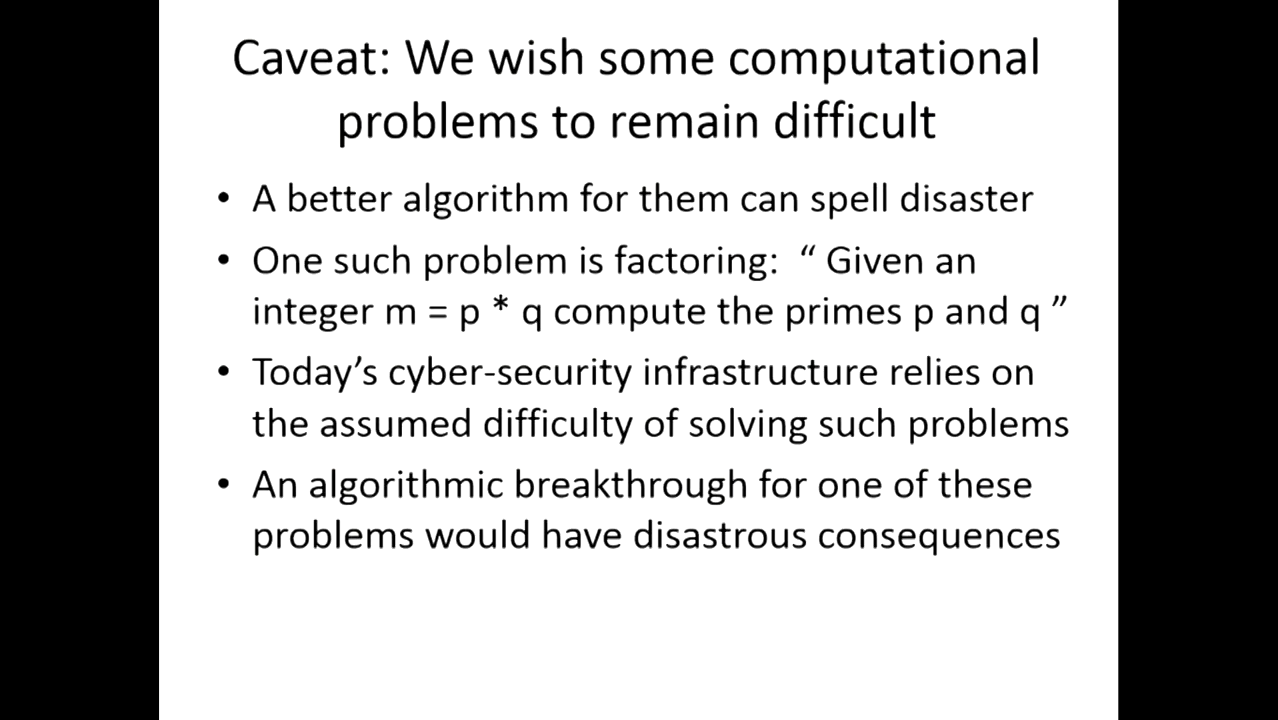 Caveat: We wish some computational
problems to remain difficult
• A better algorithm for them can spell disaster
• One such problem is factoring: “ Given an
integer m = p * q compute the primes p and q ”
• Today’s cyber-security infrastructure relies on
the assumed difficulty of solving such problems
• An algorithmic breakthrough for one of these
problems would have disastrous consequences